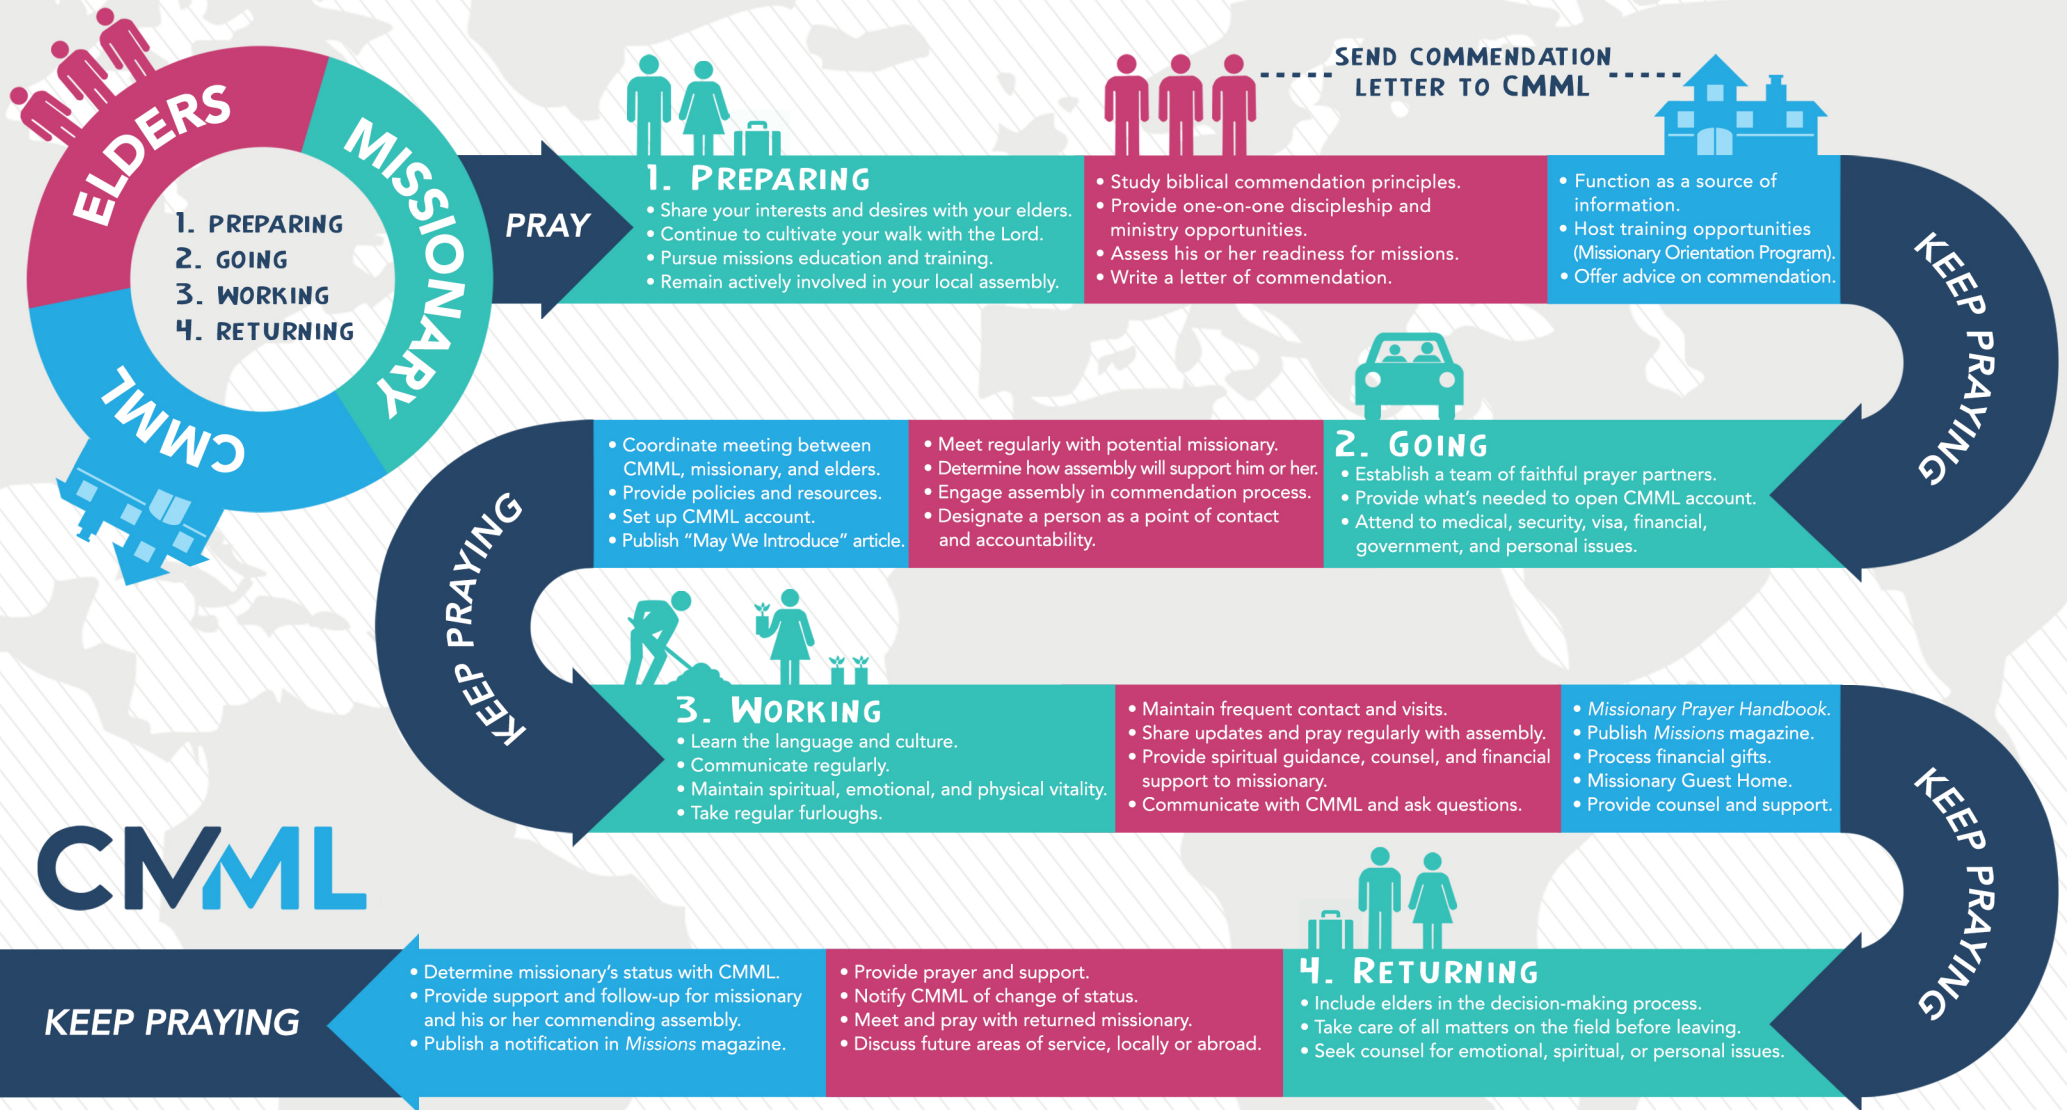 ELDERS
MISSIONARY
CMML
1. PREPARING
2. GOING
3. WORKING
4. RETURNING
PRAY
SEND COMMENDATION
LETTER TO CMML
1. PREPARING
• Share your interests and desires with your elders.
• Continue to cultivate your walk with the Lord.
• Pursue missions education and training.
• Remain actively involved in your local assembly.
• Study biblical commendation principles.
• Provide one-on-one discipleship and
ministry opportunities.
• Assess his or her readiness for missions.
• Write a letter of commendation.
• Function as a source of
information.
• Host training opportunities
(Missionary Orientation Program).
• Offer advice on commendation.
KEEP PRAYING
2. GOING
• Establish a team of faithful prayer partners.
• Provide what's needed to open CMML account.
• Attend to medical, security, visa, financial,
government, and personal issues.
• Meet regularly with potential missionary.
• Determine how assembly will support him or her.
• Engage assembly in commendation process.
• Designate a person as a point of contact
and accountability.
• Coordinate meeting between
CMML, missionary, and elders.
• Provide policies and resources.
• Set up CMML account.
• Publish "May We Introduce" article.
KEEP PRAYING
3. WORKING
• Learn the language and culture.
• Communicate regularly.
• Maintain spiritual, emotional, and physical vitality.
• Take regular furloughs.
• Maintain frequent contact and visits.
• Share updates and pray regularly with assembly.
• Provide spiritual guidance, counsel, and financial
support to missionary.
• Communicate with CMML and ask questions.
• Missionary Prayer Handbook.
• Publish Missions magazine.
• Process financial gifts.
• Missionary Guest Home.
• Provide counsel and support.
KEEP PRAYING
CMML
4. RETURNING
• Include elders in the decision-making process.
• Take care of all matters on the field before leaving.
• Seek counsel for emotional, spiritual, or personal issues.
• Provide prayer and support.
• Notify CMML of change of status.
• Meet and pray with returned missionary.
• Discuss future areas of service, locally or abroad.
• Determine missionary's status with CMML.
• Provide support and follow-up for missionary
and his or her commending assembly.
• Publish a notification in Missions magazine.
KEEP PRAYING